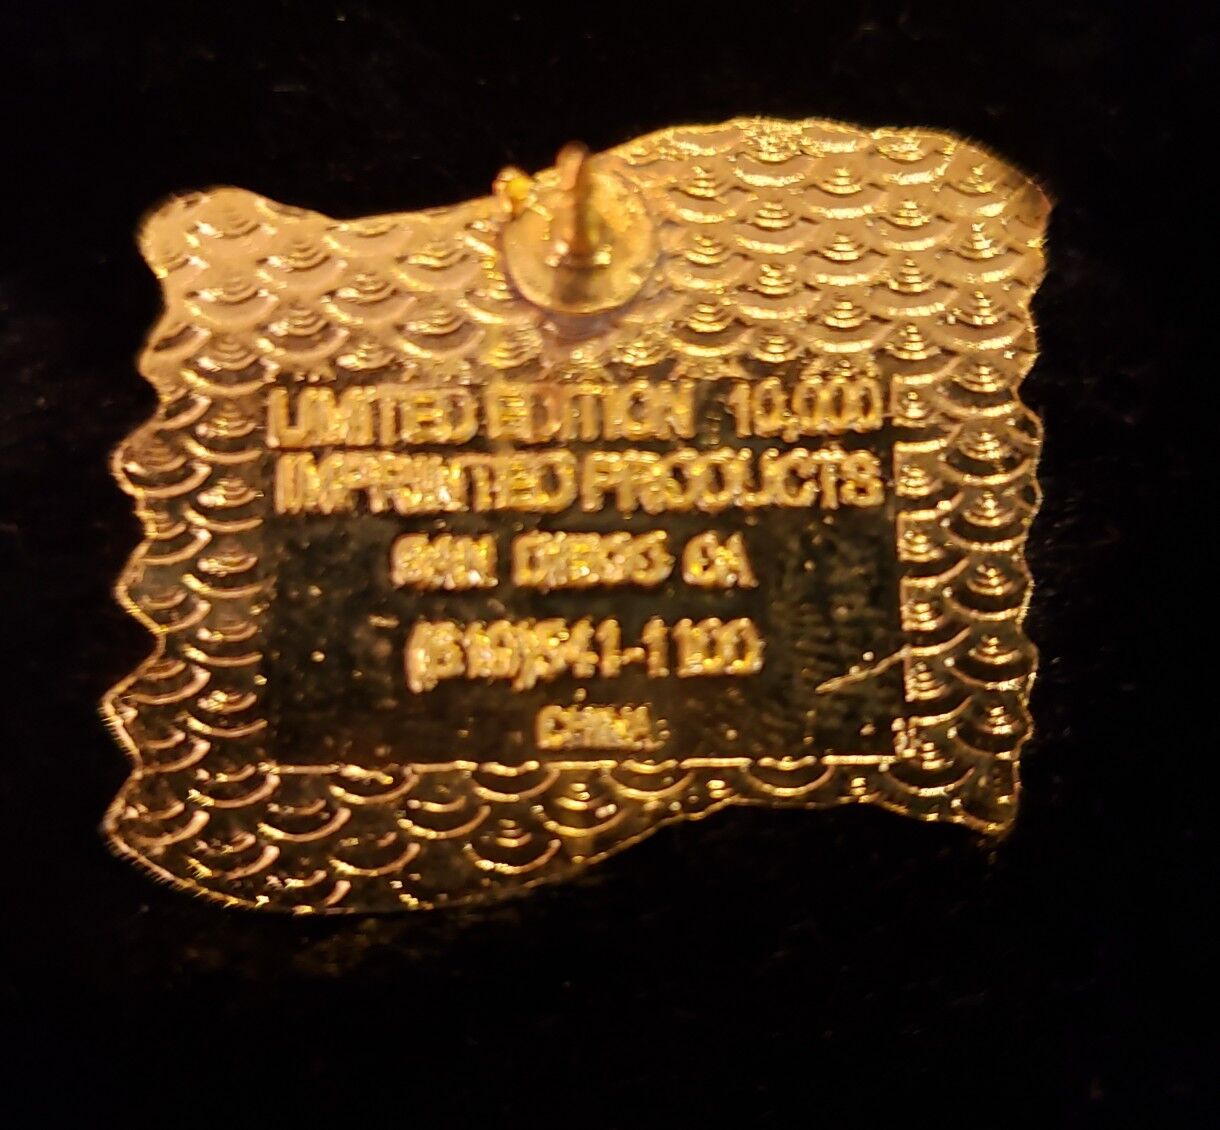 LIMITED EDITION 10,000
IMPRINTED PRODUCTS
SAN DIEGO CA
(619)541-1100
CHINA